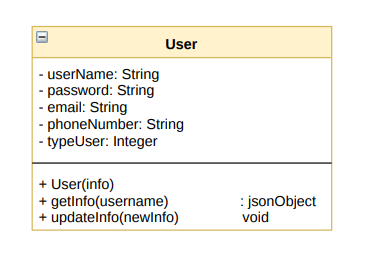 User
- userName: String
- password: String
- email: String
- phoneNumber: String
- typeUser: Integer
+ User(info)
+ getInfo(username) : jsonObject
+ updateInfo(newInfo) void